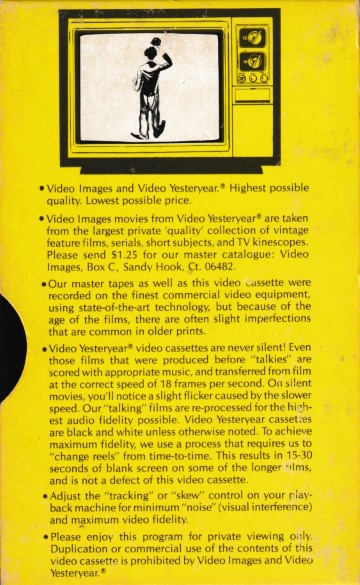 • Video Images and Video Yesteryear.® Highest possible
quality. Lowest possible price.
• Video Images movies from Video Yesteryear® are taken
from the largest private 'quality' collection of vintage
feature films, serials, short subjects, and TV kinescopes.
Please send $1.25 for our master catalogue: Video
Images, Box C, Sandy Hook, Ct. 06482.
• Our master tapes as well as this video cassette were
recorded on the finest commercial video equipment,
using state-of-the-art technology, but because of the
age of the films, there are often slight imperfections
that are common in older prints.
• Video Yesteryear® video cassettes are never silent! Even
those films that were produced before "talkies" are
scored with appropriate music, and transferred from film
at the correct speed of 18 frames per second. On silent
movies, you'll notice a slight flicker caused by the slower
speed. Our "talking" films are re-processed for the high-
est audio fidelity possible. Video Yesteryear cassettes
are black and white unless otherwise noted. To achieve
maximum fidelity, we use a process that requires us to
"change reels" from time-to-time. This results in 15-30
seconds of blank screen on some of the longer films,
and is not a defect of this video cassette.
• Adjust the "tracking" or "skew" control on your play-
back machine for minimum "noise" (visual interference)
and maximum video fidelity.
• Please enjoy this program for private viewing only.
Duplication or commercial use of the contents of this
video cassette is prohibited by Video Images and Video
Yesteryear.®